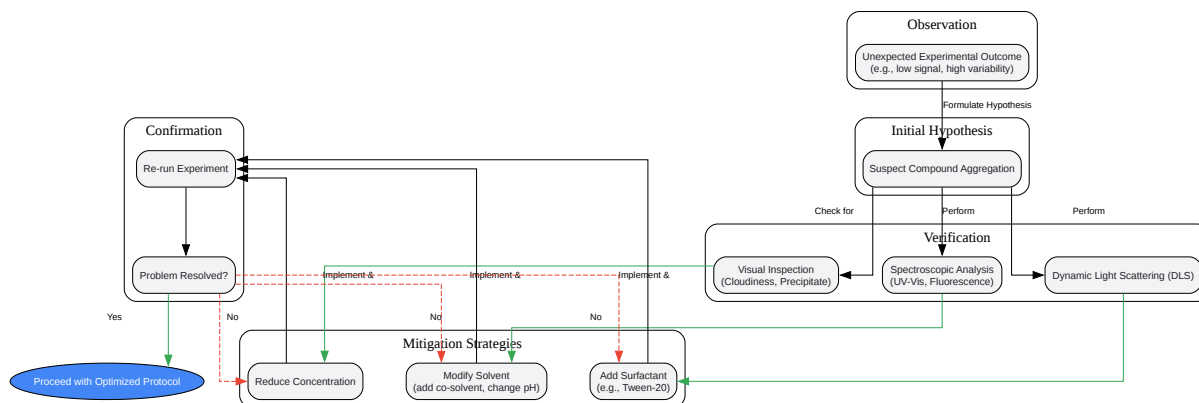 Observation
Unexpected Experimental Outcome
(e.g., low signal, high variability)
Formulate Hypothesis
Initial Hypothesis
Suspect Compound Aggregation
Check for
Perform
Perform
Verification
Visual Inspection
(Cloudiness, Precipitate)
Spectroscopic Analysis
(UV-Vis, Fluorescence)
Dynamic Light Scattering (DLS)
Confirmation
Re-run Experiment
Problem Resolved?
Implement &
Implement &
Implement &
Yes
No
No
No
Mitigation Strategies
Reduce Concentration
Modify Solvent
(add co-solvent, change pH)
Add Surfactant
(e.g., Tween-20)
Proceed with Optimized Protocol